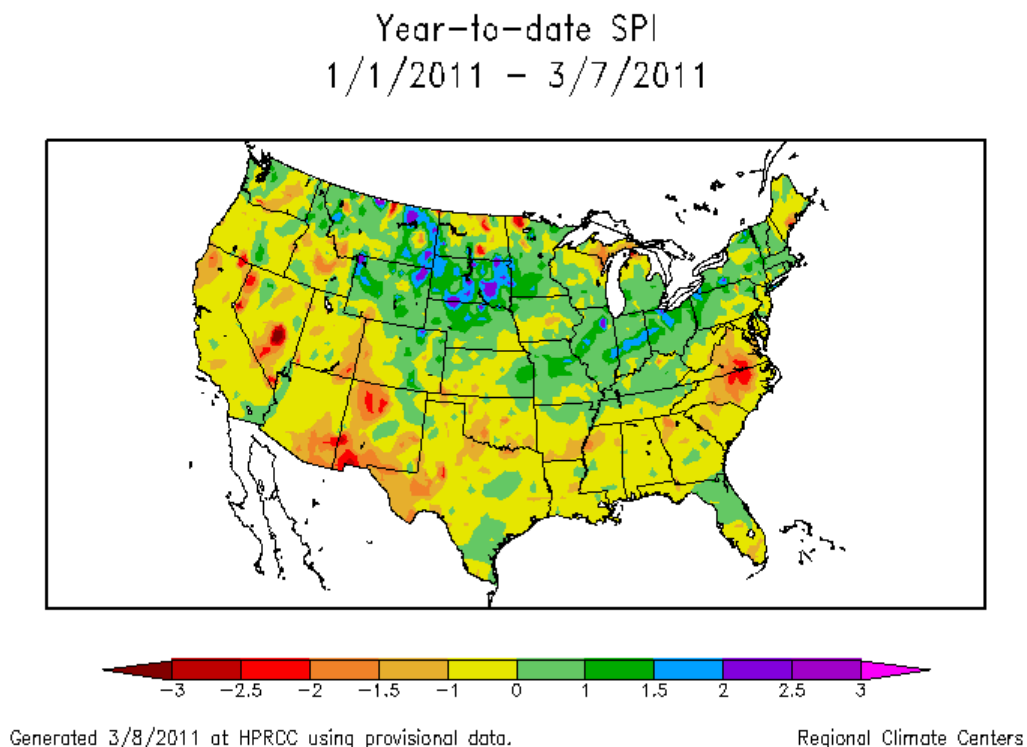 Year-to-date SPI
1/1/2011 - 3/7/2011
-3 -2.5 -2 -1.5 -1 0 1 1.5 2 2.5 3
Generated 3/8/2011 at HPRCC using provisional data. Regional Climate Centers